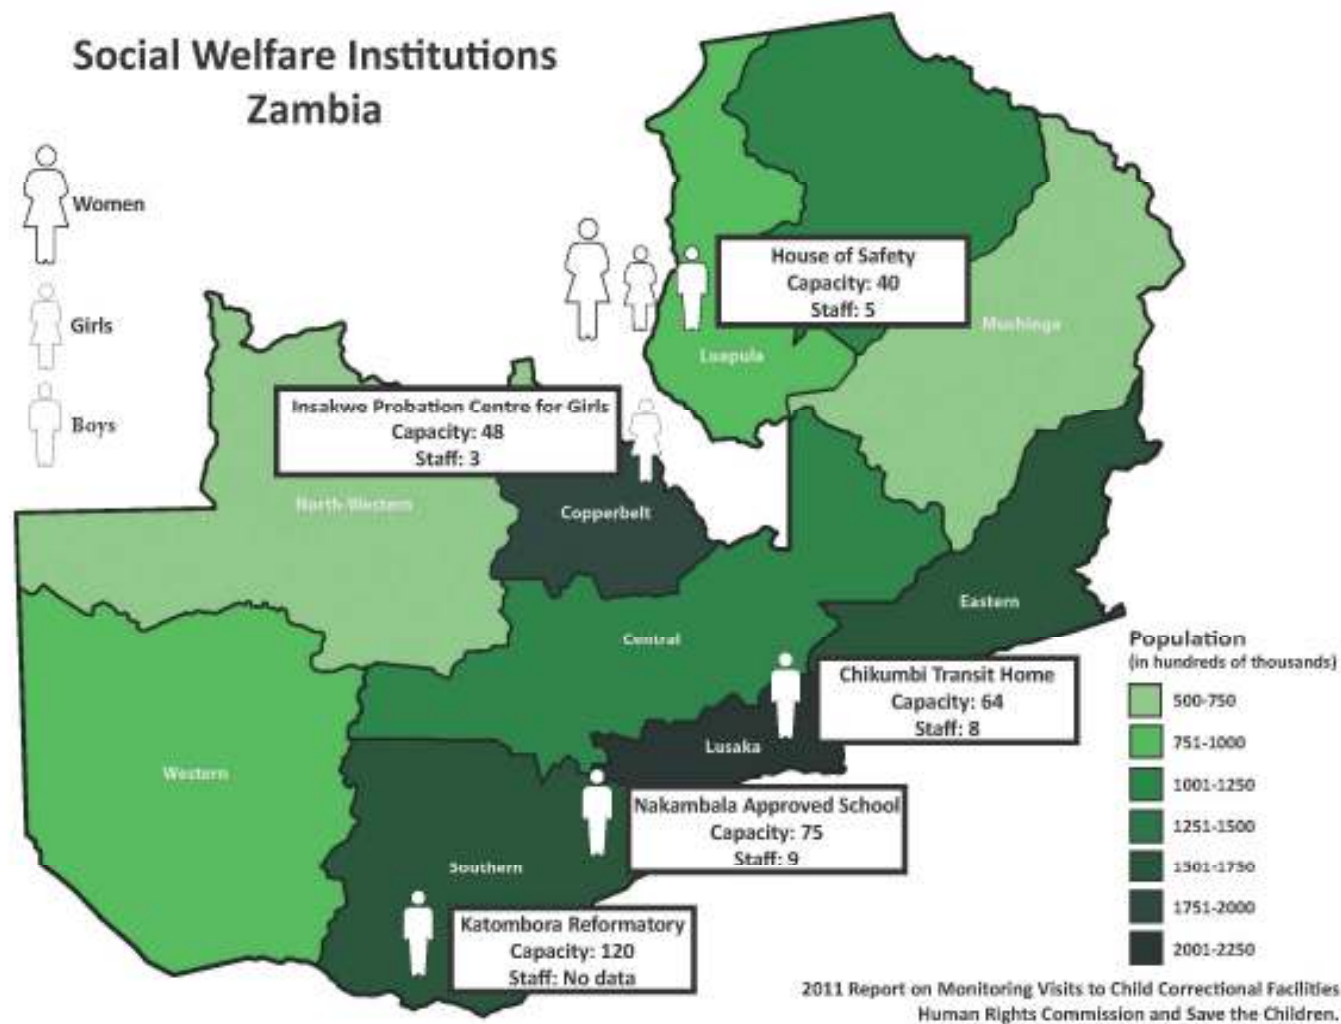 Social Welfare Institutions
Zambia
Women
Girls
Boys
House of Safety
Capacity: 40
Staff: 5
Muchinga
Luapula
Insakwe Probation Centre for Girls
Capacity: 48
Staff: 3
North-Western
Copperbelt
Eastern
Central
Chikumbi Transit Home
Capacity: 64
Staff: 8
Lusaka
Western
Nakambala Approved School
Capacity: 75
Staff: 9
Southern
Katombora Reformatory
Capacity: 120
Staff: No data
Population
(in hundreds of thousands)
500-750
751-1000
1001-1250
1251-1500
1501-1750
1751-2000
2001-2250
2011 Report on Monitoring Visits to Child Correctional Facilities
Human Rights Commission and Save the Children.